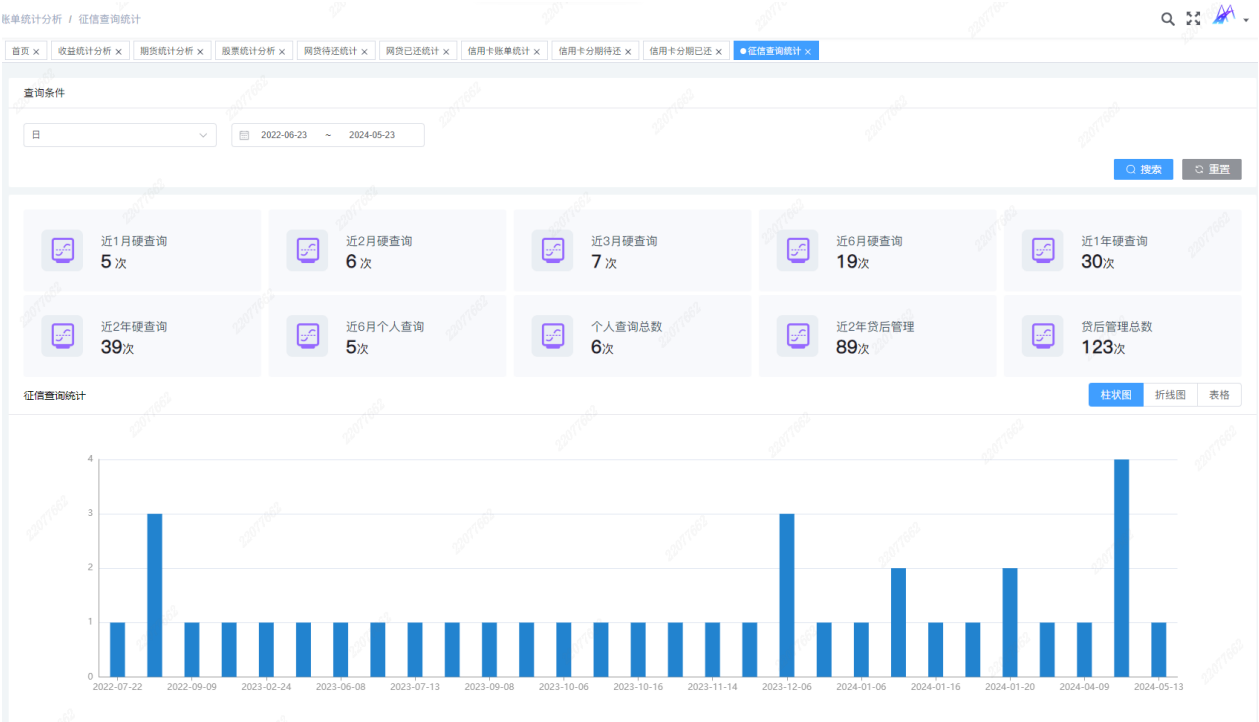 账单统计分析 / 征信查询统计
首页 × 收益统计分析 × 期货统计分析 × 股票统计分析 × 网贷待还统计 × 网贷已还统计 × 信用卡账单统计 × 信用卡分期待还 × 信用卡分期已还 × 征信查询统计 ×
查询条件
日 2022-06-23 ~ 2024-05-23
搜索 重置
近1月硬查询 近2月硬查询 近3月硬查询 近6月硬查询 近1年硬查询
5 次 6 次 7 次 19次 30次
近2年硬查询 近6月个人查询 个人查询总数 近2年贷后管理 贷后管理总数
39次 5次 6次 89次 123次
征信查询统计 柱状图 折线图 表格
4
3
2
1
0
2022-07-22 2022-09-09 2023-02-24 2023-06-08 2023-07-13 2023-09-08 2023-10-06 2023-10-16 2023-11-14 2023-12-06 2024-01-06 2024-01-16 2024-01-20 2024-04-09 2024-05-13
22077662